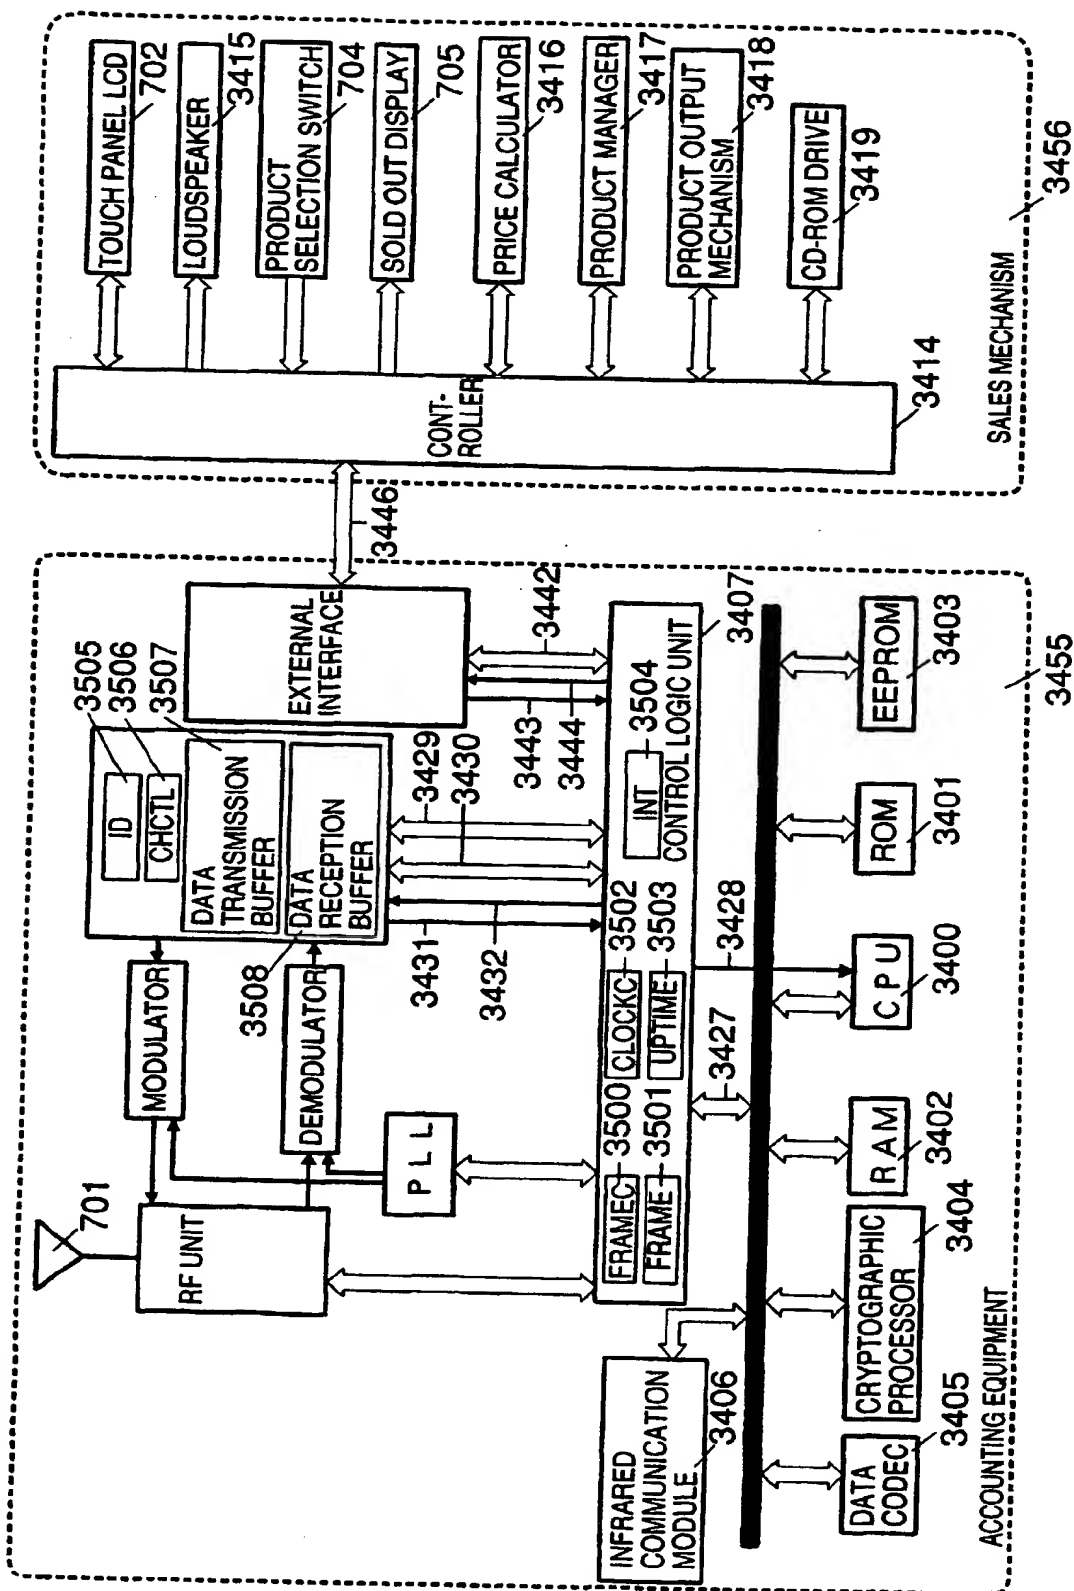 TOUCH PANEL LCD
702
LOUDSPEAKER
3415
PRODUCT
SELECTION SWITCH
704
SOLD OUT DISPLAY
705
PRICE CALCULATOR
3416
PRODUCT MANAGER
3417
PRODUCT OUTPUT
MECHANISM
3418
CD-ROM DRIVE
3419
CONT-
ROLLER
3414
SALES MECHANISM
3456
3446
701
RF UNIT
MODULATOR
DEMODULATOR
P L L
ID
3505
CHCTL
3506
DATA
TRANSMISSION
BUFFER
3507
DATA
RECEPTION
BUFFER
3508
EXTERNAL
INTERFACE
3431
3432
3429
3430
3443
3444
3442
FRAMEC
3500
CLOCKC
3502
FRAME
3501
UPTIME
3503
INT
3504
CONTROL LOGIC UNIT
3407
3427
3428
INFRARED
COMMUNICATION
MODULE
3406
DATA
CODEC
3405
CRYPTOGRAPHIC
PROCESSOR
3404
R A M
3402
C P U
3400
ROM
3401
EEPROM
3403
ACCOUNTING EQUIPMENT
3455